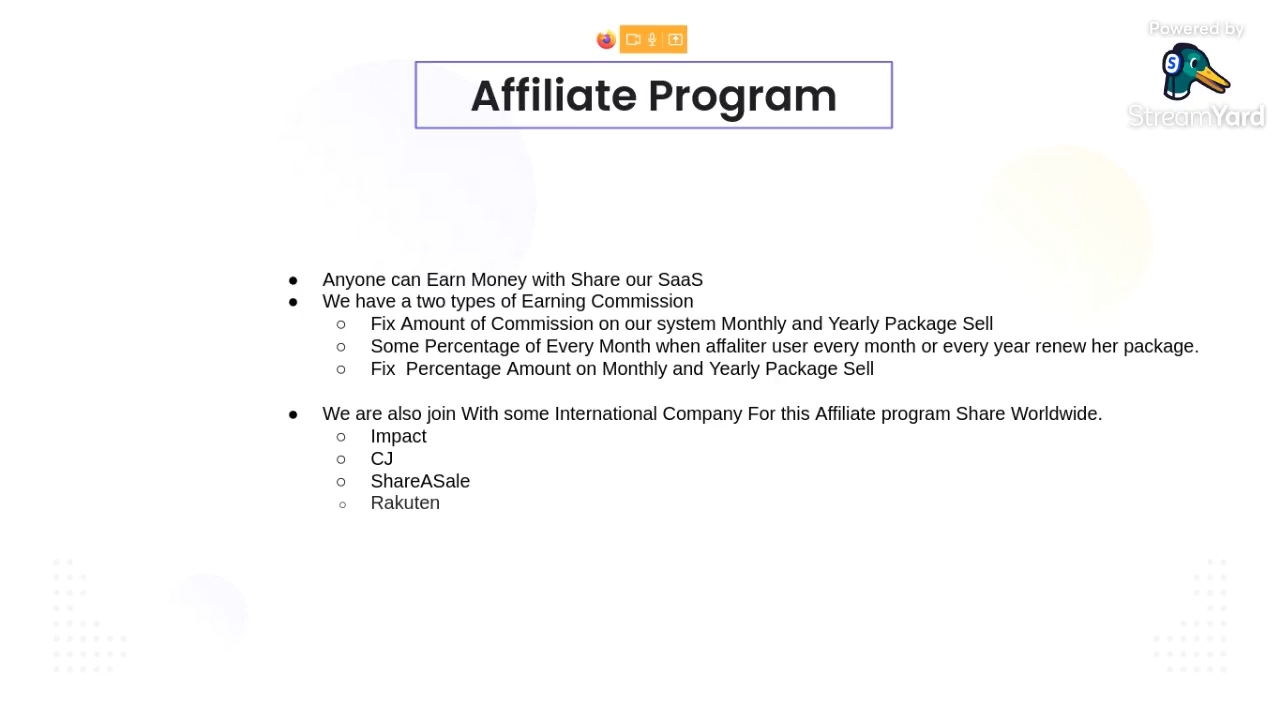 Powered by
StreamYard
Affiliate Program
● Anyone can Earn Money with Share our SaaS
● We have a two types of Earning Commission
○ Fix Amount of Commission on our system Monthly and Yearly Package Sell
○ Some Percentage of Every Month when affaliter user every month or every year renew her package.
○ Fix  Percentage Amount on Monthly and Yearly Package Sell
● We are also join With some International Company For this Affiliate program Share Worldwide.
○ Impact
○ CJ
○ ShareASale
○ Rakuten